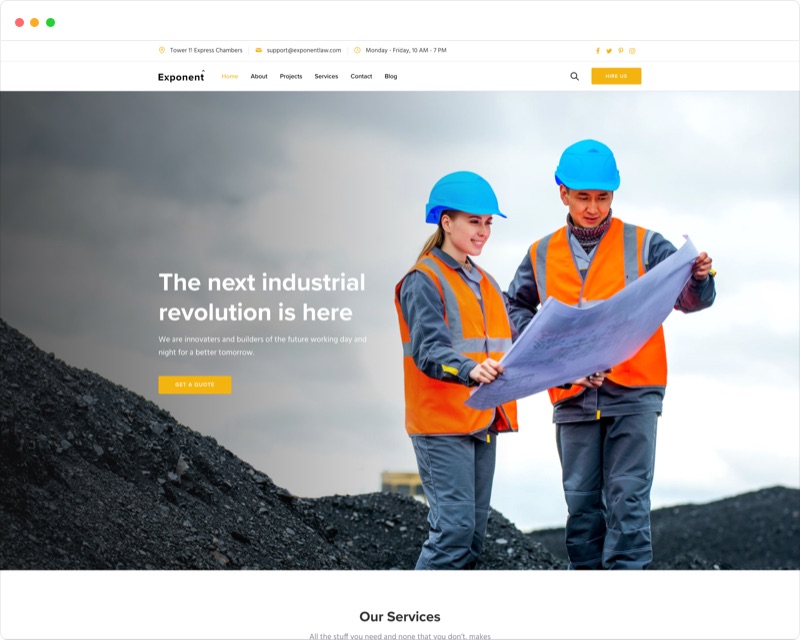 Tower 11 Express Chambers
support@exponentlaw.com
Monday - Friday, 10 AM - 7 PM
Exponent
Home
About
Projects
Services
Contact
Blog
HIRE US
The next industrial
revolution is here
We are innovaters and builders of the future working day and
night for a better tomorrow.
GET A QUOTE
Our Services
All the stuff you need and none that you don't. makes